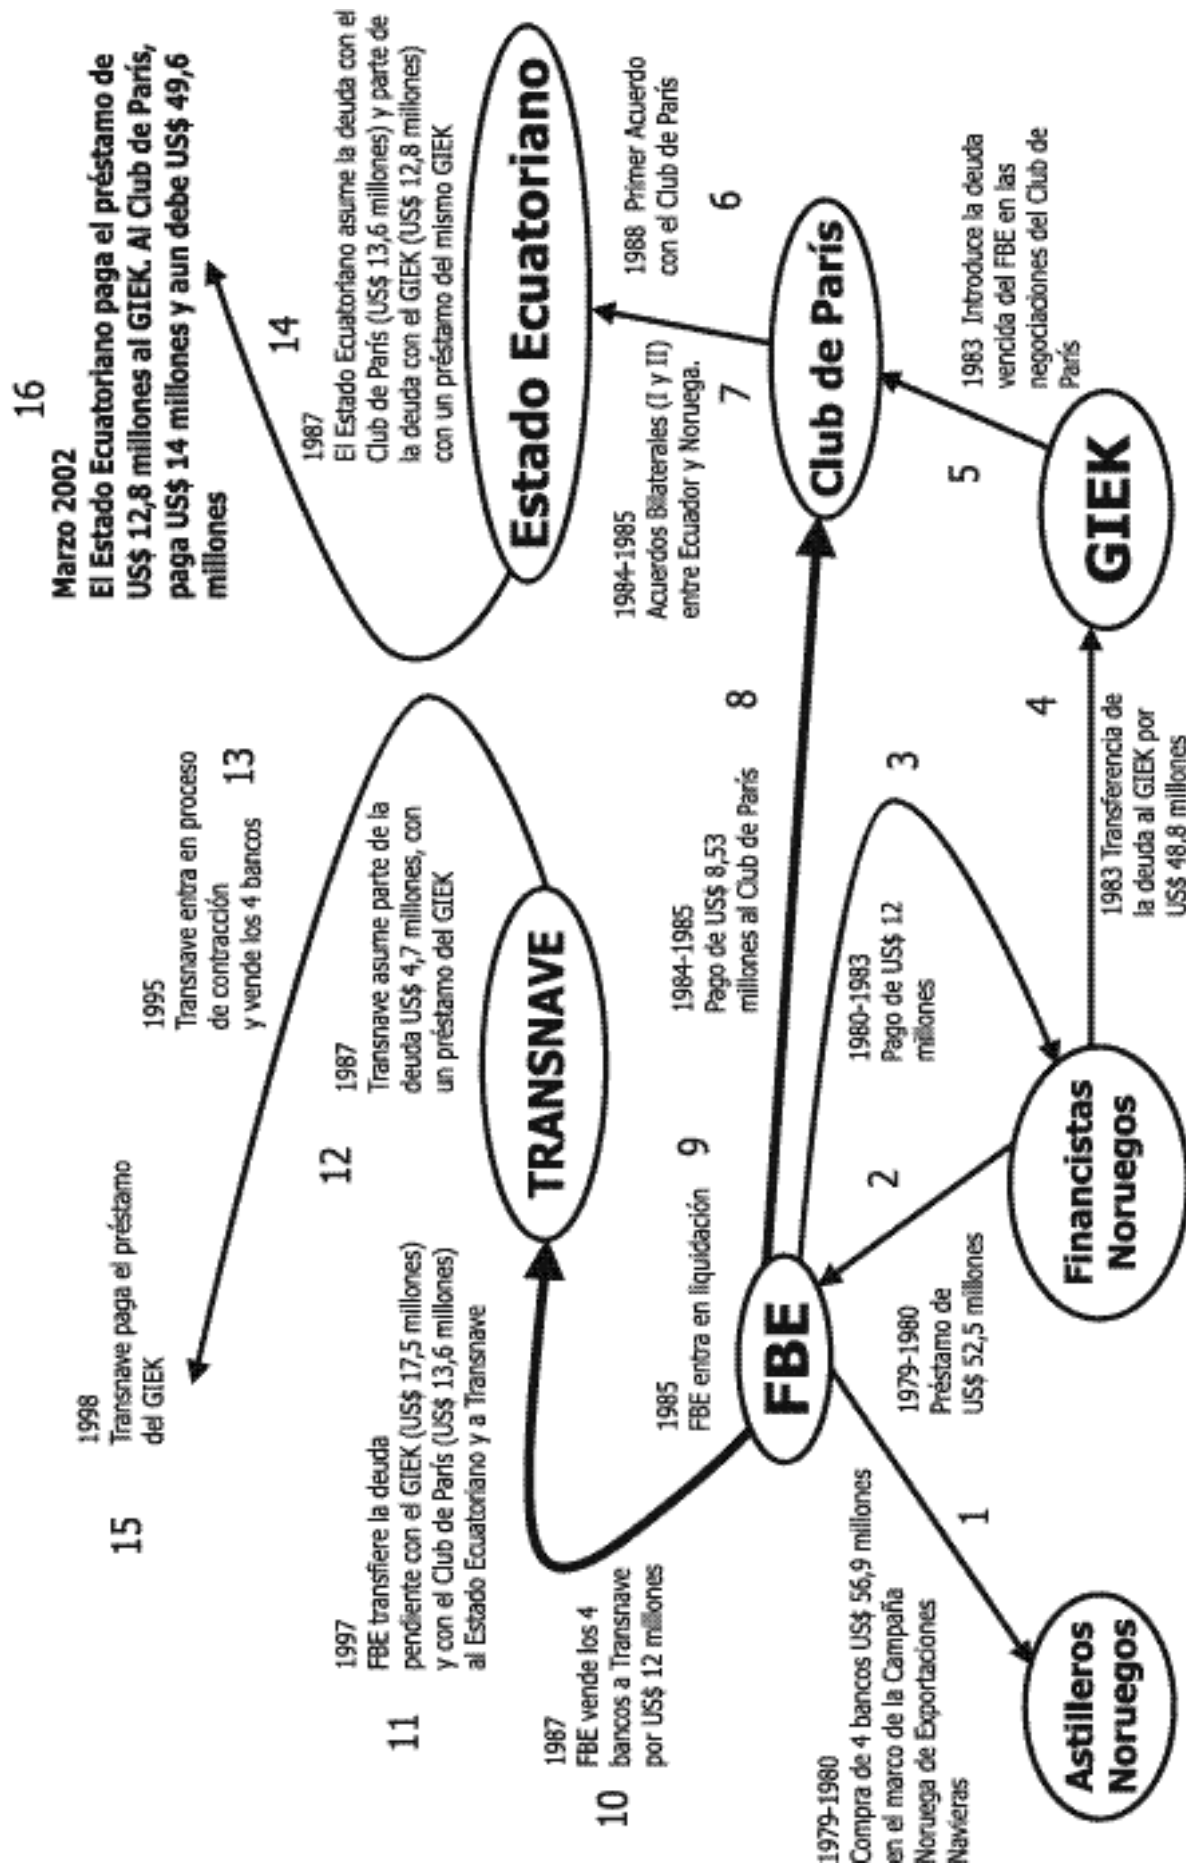 16
Marzo 2002
El Estado Ecuatoriano paga el préstamo de
US$ 12,8 millones al GIEK. Al Club de París,
paga US$ 14 millones y aun debe US$ 49,6
millones
15
1998
Transnave paga el préstamo
del GIEK
1995
Transnave entra en proceso
de contracción
y vende los 4 bancos
13
14
1987
El Estado Ecuatoriano asume la deuda con el
Club de París (US$ 13,6 millones) y parte de
la deuda con el GIEK (US$ 12,8 millones)
con un préstamo del mismo GIEK
11
1997
FBE transfiere la deuda
pendiente con el GIEK (US$ 17,5 millones)
y con el Club de París (US$ 13,6 millones)
al Estado Ecuatoriano y a Transnave
12
1987
Transnave asume parte de la
deuda US$ 4,7 millones, con
un préstamo del GIEK
TRANSNAVE
Estado Ecuatoriano
10
1987
FBE vende los 4
bancos a Transnave
por US$ 12 millones
1985
FBE entra en liquidación
9
1984-1985
Pago de US$ 8,53
millones al Club de París
8
1984-1985
Acuerdos Bilaterales (I y II)
entre Ecuador y Noruega.
7
1988 Primer Acuerdo
con el Club de París
6
FBE
Club de París
1979-1980
Compra de 4 bancos US$ 56,9 millones
en el marco de la Campaña
Noruega de Exportaciones
Navieras
1
1979-1980
Préstamo de
US$ 52,5 millones
2
1980-1983
Pago de US$ 12
millones
3
5
1983 Introduce la deuda
vencida del FBE en las
negociaciones del Club de
París
4
Astilleros
Noruegos
Financistas
Noruegos
1983 Transferencia de
la deuda al GIEK por
US$ 48,8 millones
GIEK